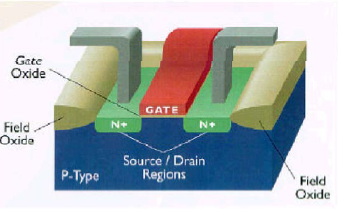 Gate
Oxide
GATE
Field
Oxide
N+
N+
Source / Drain
Regions
P-Type
Field
Oxide